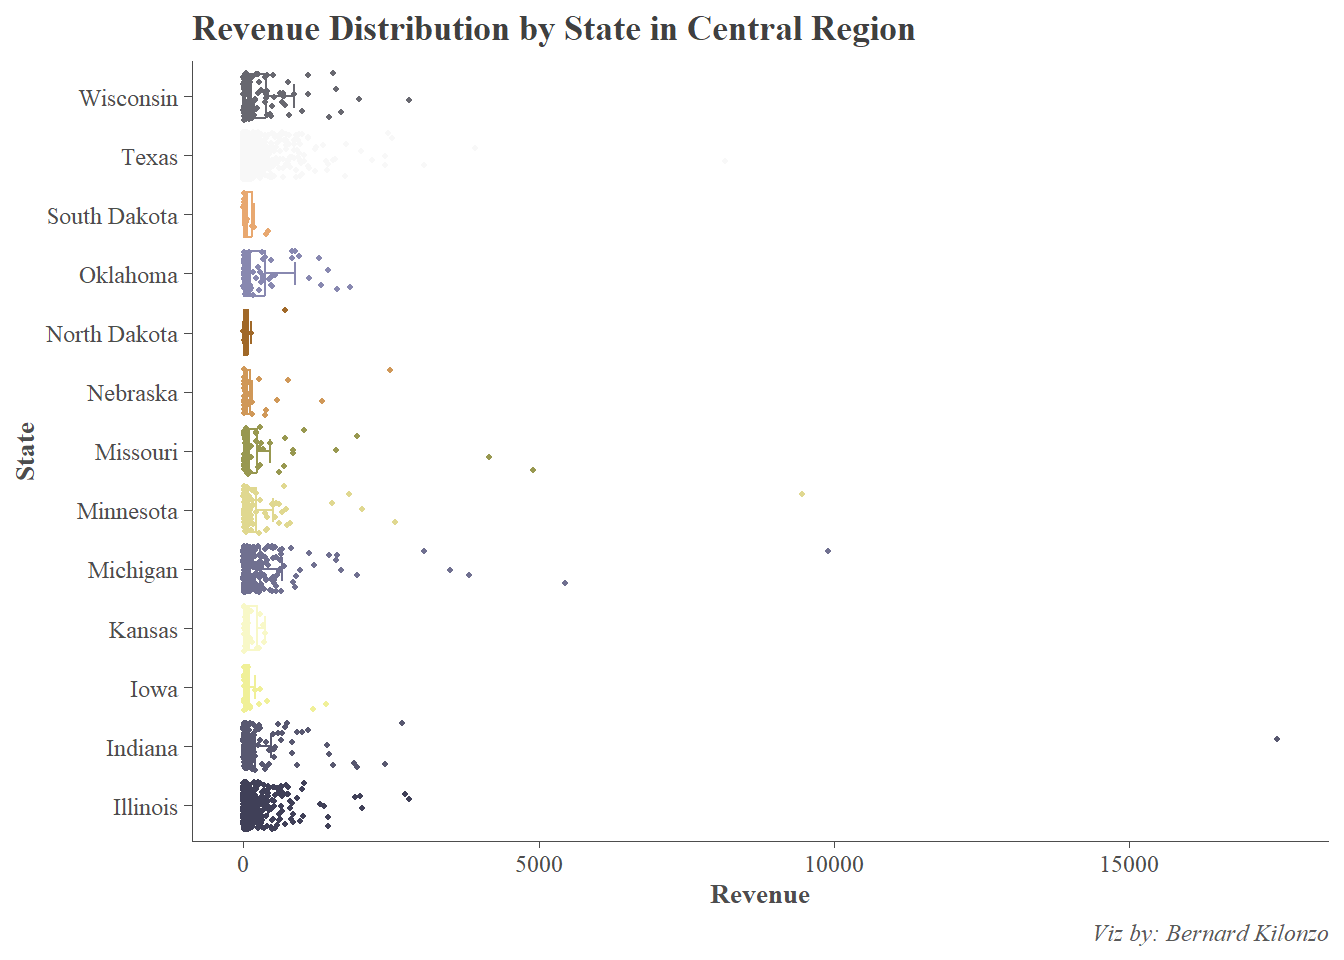 Revenue Distribution by State in Central Region
Wisconsin
Texas
South Dakota
Oklahoma
North Dakota
Nebraska
Missouri
Minnesota
Michigan
Kansas
Iowa
Indiana
Illinois
State
0 5000 10000 15000
Revenue
Viz by: Bernard Kilonzo